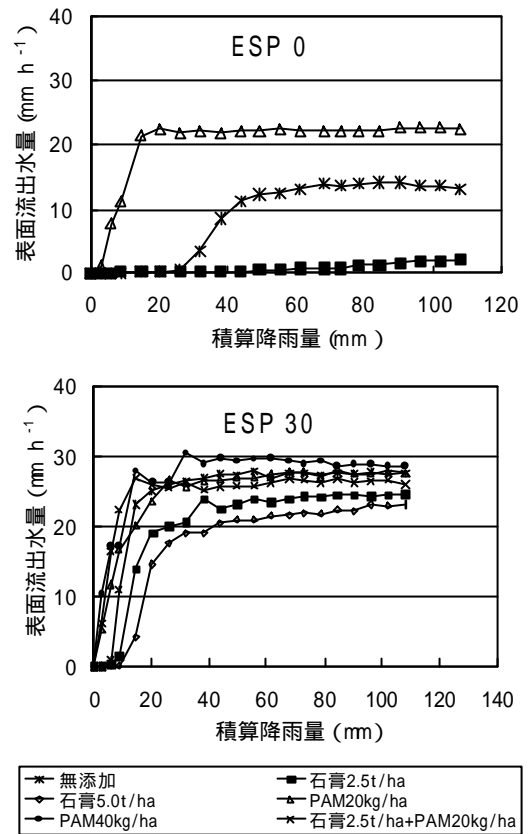 40
ESP 0
30
20
10
0
表面流出水量 (mm h⁻¹)
0 20 40 60 80 100 120
積算降雨量 (mm)
40
ESP 30
30
20
10
0
表面流出水量 (mm h⁻¹)
0 20 40 60 80 100 120 140
積算降雨量 (mm)
無添加 石膏2.5t/ha
石膏5.0t/ha PAM20kg/ha
PAM40kg/ha 石膏2.5t/ha+PAM20kg/ha